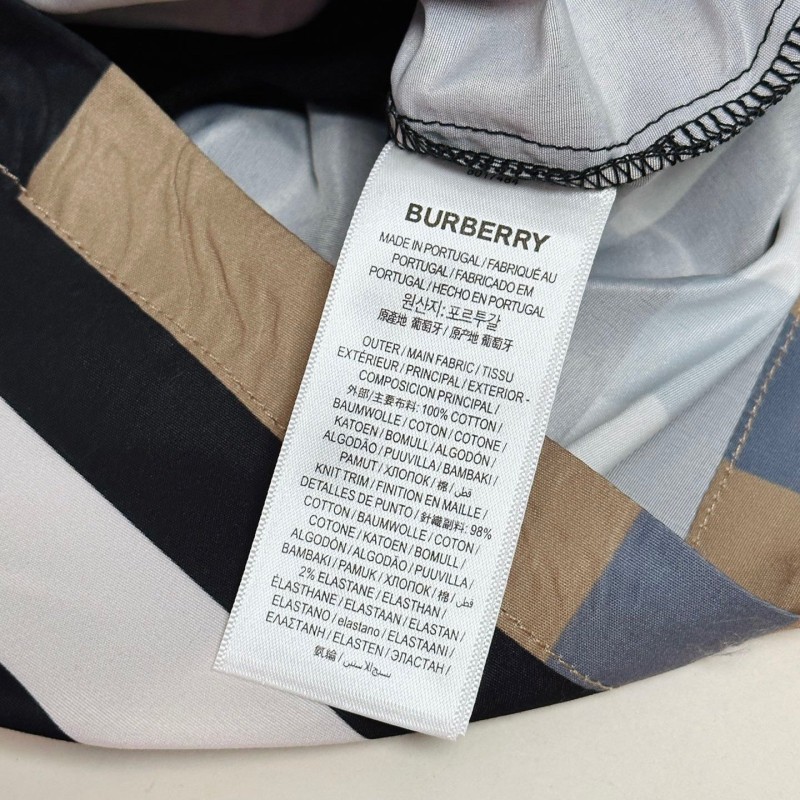 BURBERRY
MADE IN PORTUGAL / FABRIQUÉ AU
PORTUGAL / FABRICADO EM
PORTUGAL / HECHO EN PORTUGAL
원산지: 포르투갈
原產地 葡萄牙 / 原产地 葡萄牙
OUTER / MAIN FABRIC / TISSU
EXTÉRIEUR / PRINCIPAL / EXTERIOR -
COMPOSICION PRINCIPAL /
外部/主要布料: 100% COTTON /
BAUMWOLLE / COTON / COTONE /
KATOEN / BOMULL / ALGODÓN /
ALGODÃO / PUUVILLA / BAMBAKI /
PAMUT / ХЛОПОК / 棉 / قطن
KNIT TRIM / FINITION EN MAILLE /
DETALLES DE PUNTO / 針織副料: 98%
COTTON / BAUMWOLLE / COTON /
COTONE / KATOEN / BOMULL /
ALGODÓN / ALGODÃO / PUUVILLA /
BAMBAKI / PAMUK / ХЛОПОК / 棉 / قطن
2% ELASTANE / ELASTHAN /
ÉLASTHANE / ELASTAAN / ELASTAN /
ELASTANO / elastano / ELASTAANI /
ΕΛΑΣΤΑΝΗ / ELASTEN / ЭЛАСТАН /
氨綸 / نسيج الاستين